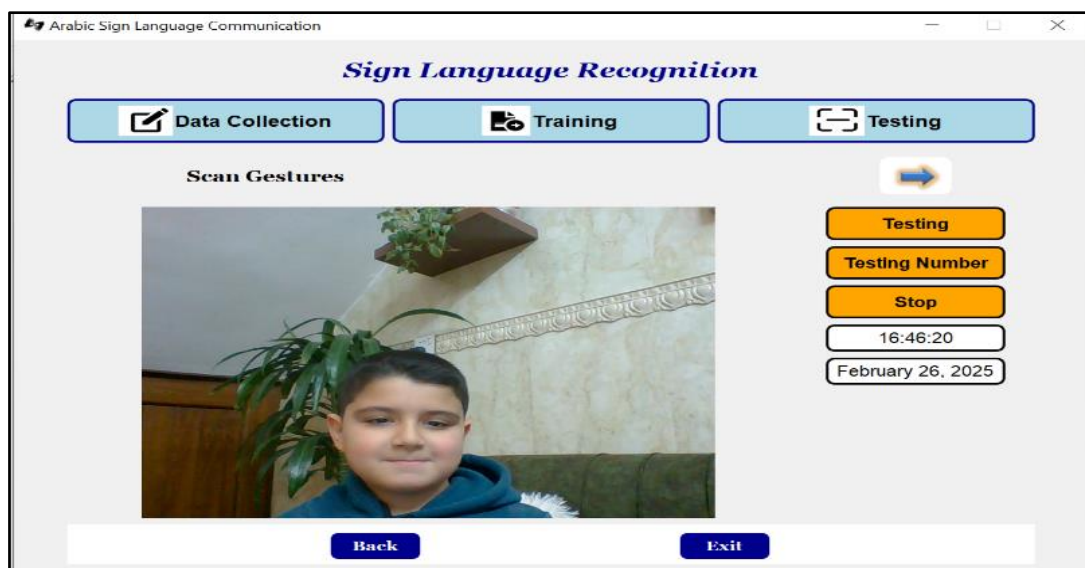 Arabic Sign Language Communication
Sign Language Recognition
Data Collection
Training
Testing
Scan Gestures
Testing
Testing Number
Stop
16:46:20
February 26, 2025
Back
Exit